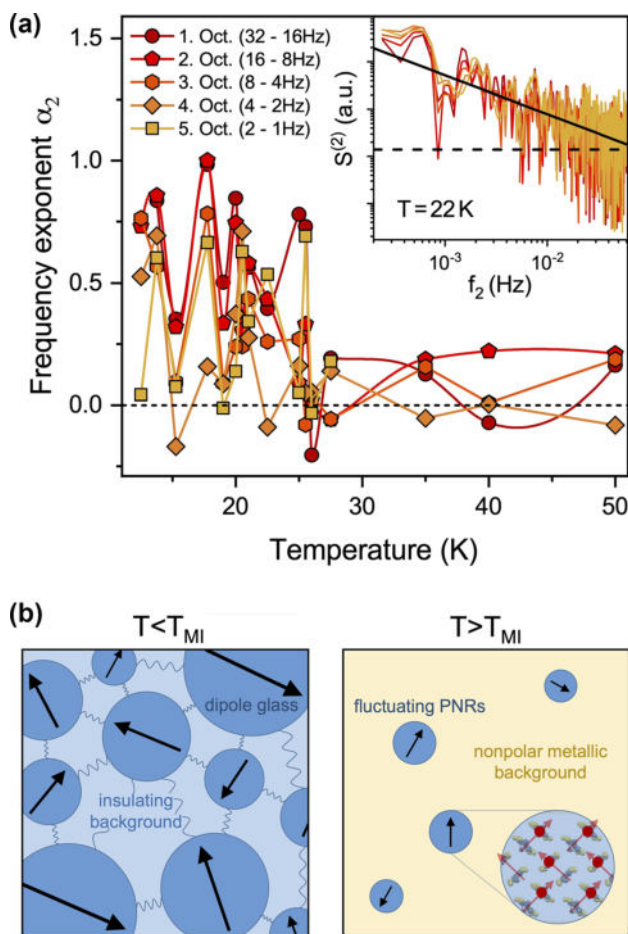 (a)
1.5
1.0
0.5
0.0
Frequency exponent α₂
1. Oct. (32 - 16Hz)
2. Oct. (16 - 8Hz)
3. Oct. (8 - 4Hz)
4. Oct. (4 - 2Hz)
5. Oct. (2 - 1Hz)
S⁽²⁾ (a.u.)
T = 22 K
10⁻³ 10⁻²
f₂ (Hz)
20 30 40 50
Temperature (K)
(b)
T<T_MI
T>T_MI
dipole glass
insulating
background
fluctuating PNRs
nonpolar metallic
background